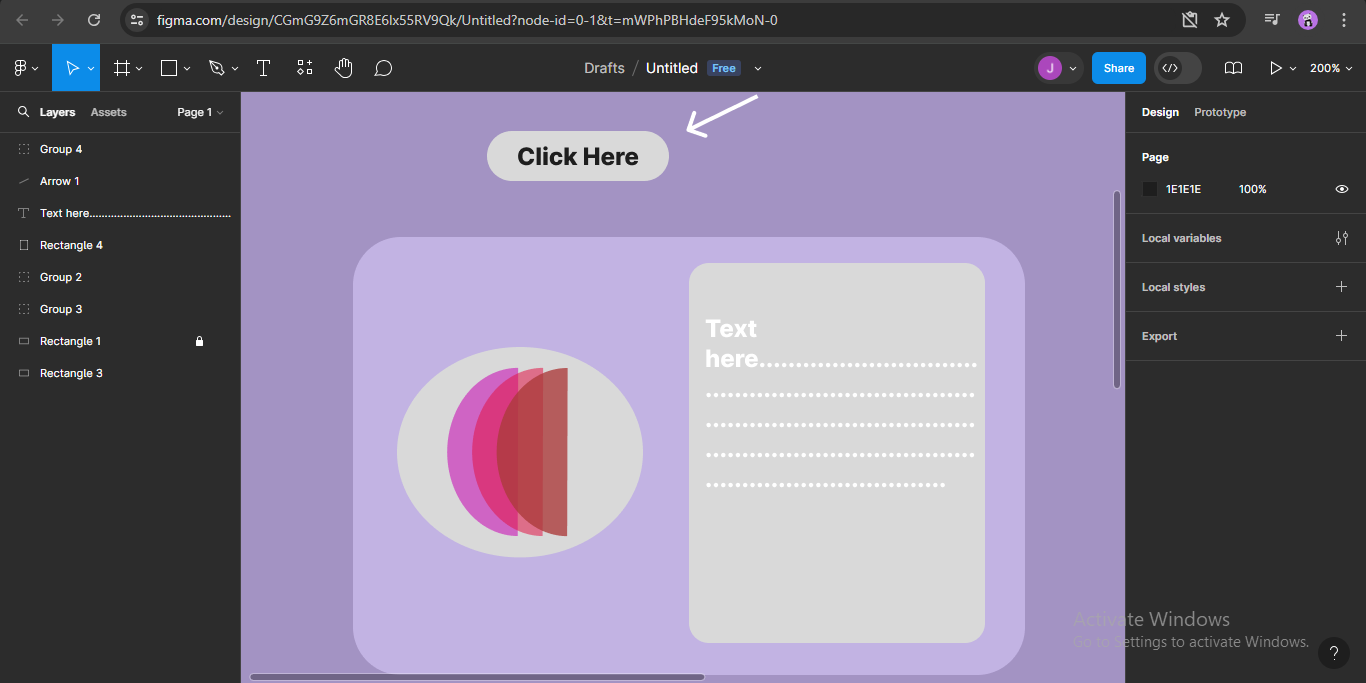 figma.com/design/CGmG9Z6mGR8E6lx55RV9Qk/Untitled?node-id=0-1&t=mWPhPBHdeF95kMoN-0
Drafts / Untitled Free
J
Share
200%
Layers Assets Page 1
Group 4
Arrow 1
Text here...............................................
Rectangle 4
Group 2
Group 3
Rectangle 1
Rectangle 3
Click Here
Text
here..............................
.....................................
.....................................
.....................................
.................................
Design Prototype
Page
1E1E1E 100%
Local variables
Local styles
Export
Activate Windows
Go to Settings to activate Windows.
?